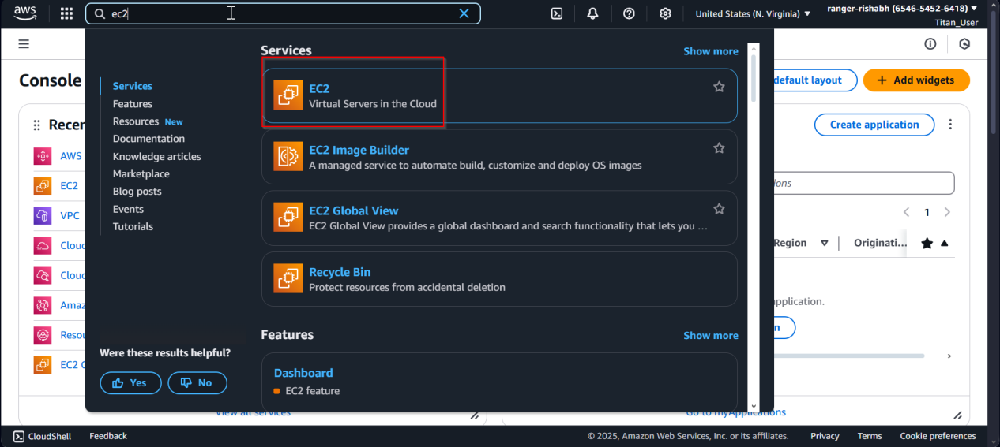 aws
ec2
United States (N. Virginia)
ranger-rishabh (6546-5452-6418)
Titan_User
Console
default layout
Add widgets
Recen
AWS
EC2
VPC
Cloud
Cloud
Amaz
Resou
EC2 G
View all services
Services
Features
Resources New
Documentation
Knowledge articles
Marketplace
Blog posts
Events
Tutorials
Were these results helpful?
Yes
No
Services
Show more
EC2
Virtual Servers in the Cloud
EC2 Image Builder
A managed service to automate build, customize and deploy OS images
EC2 Global View
EC2 Global View provides a global dashboard and search functionality that lets you ...
Recycle Bin
Protect resources from accidental deletion
Features
Show more
Dashboard
EC2 feature
Create application
ions
1
Region
Originati...
pplication.
n
Go to myApplications
CloudShell
Feedback
© 2025, Amazon Web Services, Inc. or its affiliates.
Privacy
Terms
Cookie preferences